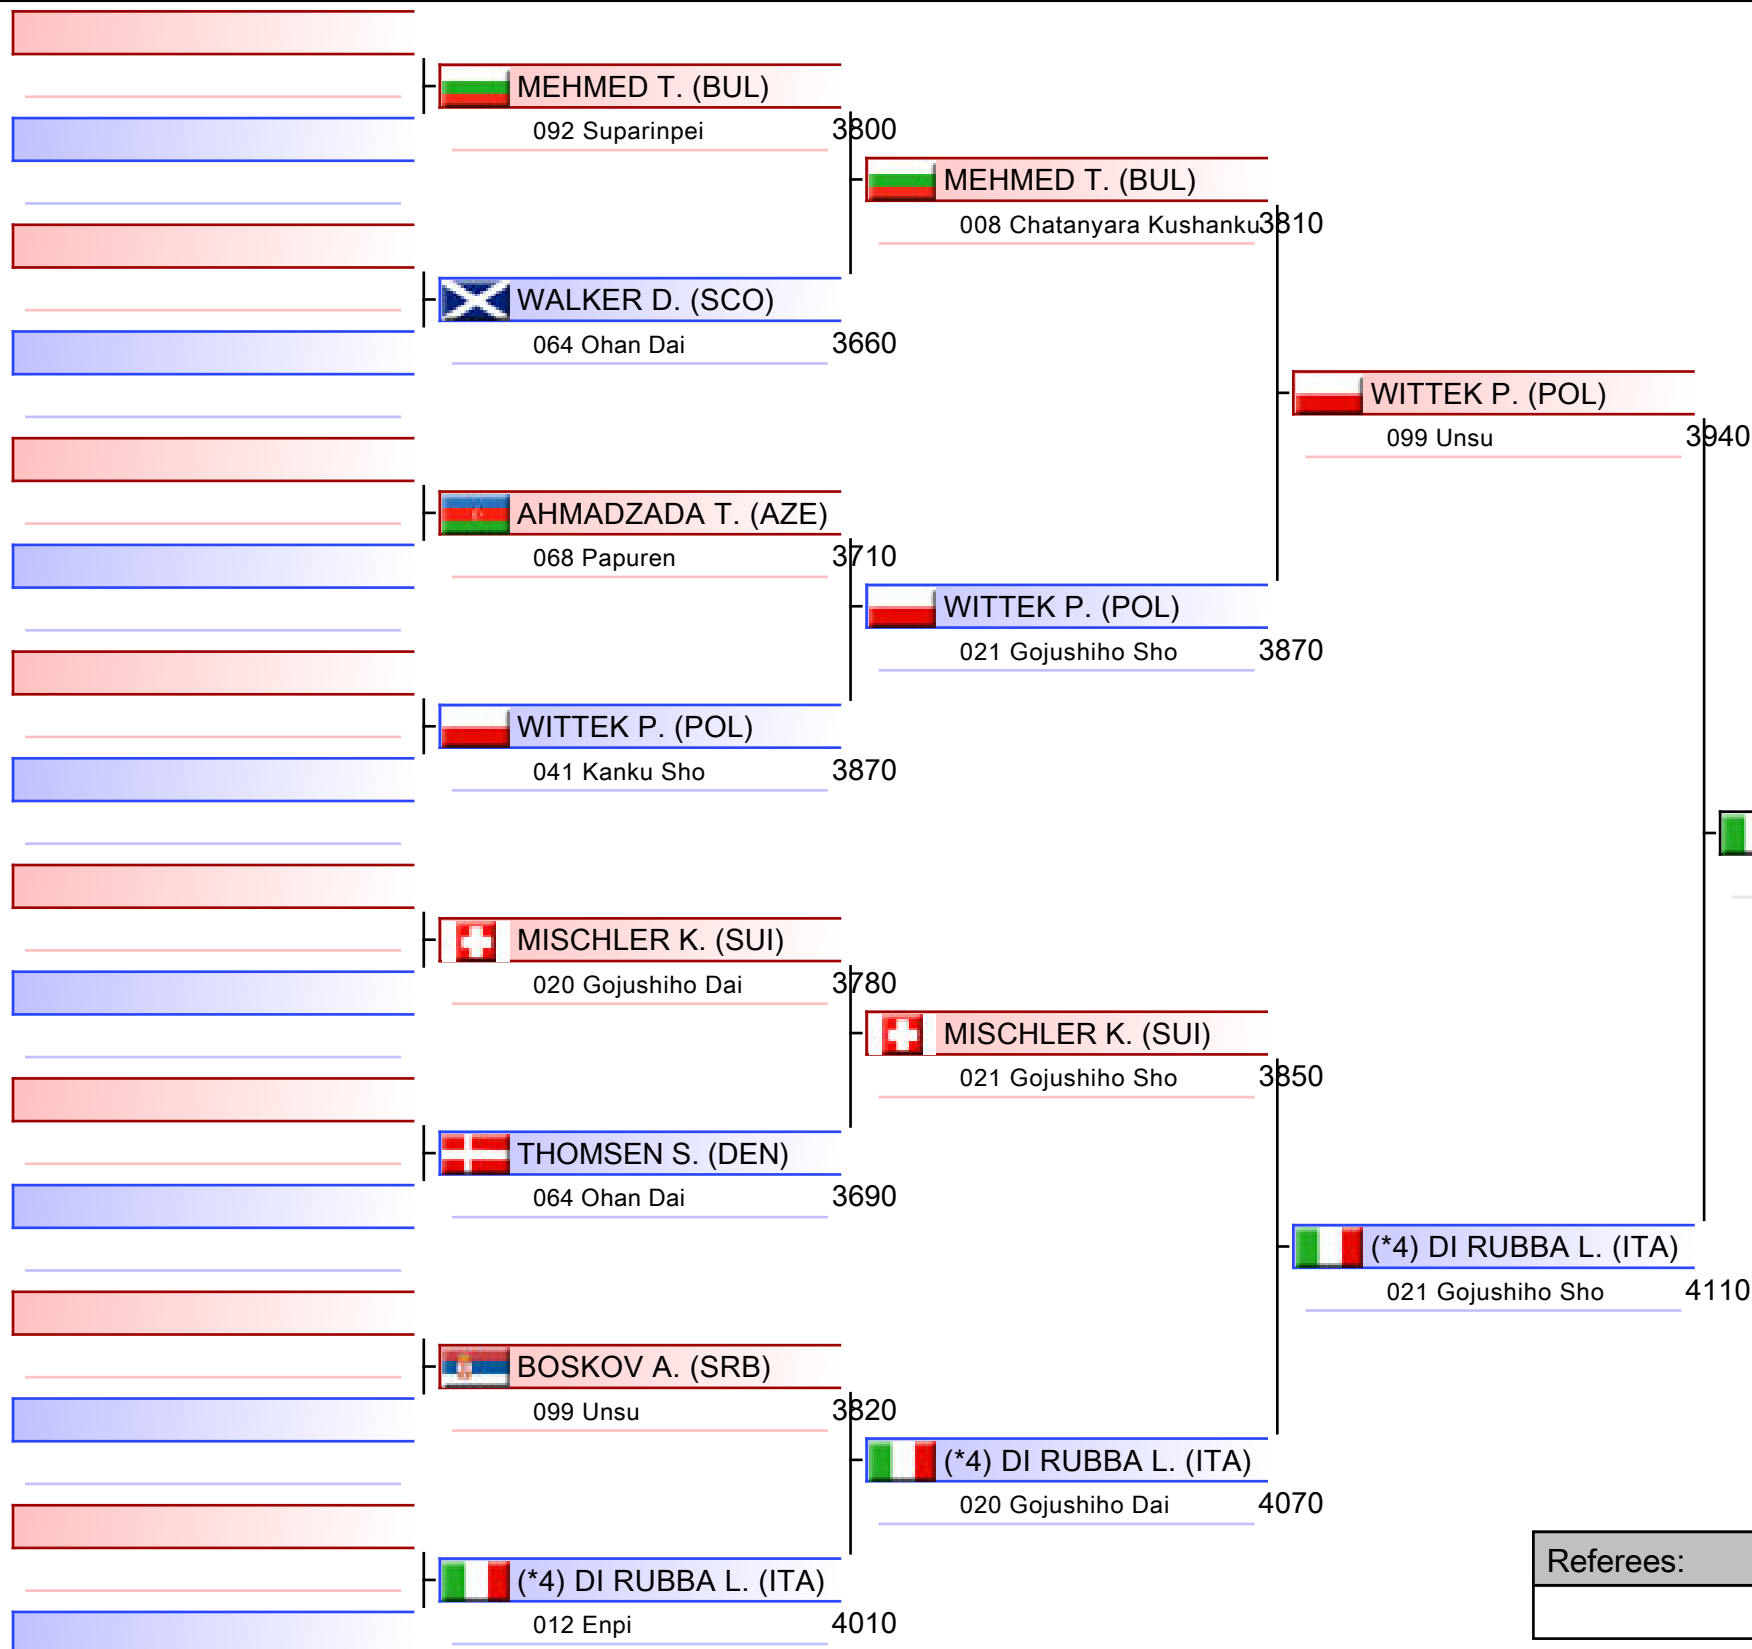 MEHMED T. (BUL)
092 Suparinpei 3800
WALKER D. (SCO)
064 Ohan Dai 3660
AHMADZADA T. (AZE)
068 Papuren 3710
WITTEK P. (POL)
041 Kanku Sho 3870
MISCHLER K. (SUI)
020 Gojushiho Dai 3780
THOMSEN S. (DEN)
064 Ohan Dai 3690
BOSKOV A. (SRB)
099 Unsu 3820
(*4) DI RUBBA L. (ITA)
012 Enpi 4010
MEHMED T. (BUL)
008 Chatanyara Kushanku 3810
WITTEK P. (POL)
021 Gojushiho Sho 3870
MISCHLER K. (SUI)
021 Gojushiho Sho 3850
(*4) DI RUBBA L. (ITA)
020 Gojushiho Dai 4070
WITTEK P. (POL)
099 Unsu 3940
(*4) DI RUBBA L. (ITA)
021 Gojushiho Sho 4110
Referees: